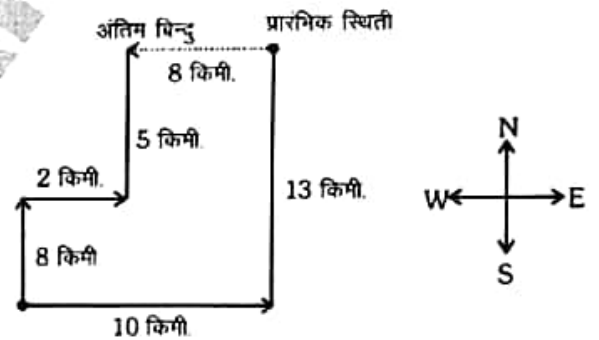 अंतिम बिन्दु
प्रारंभिक स्थिती
8 किमी.
5 किमी.
2 किमी.
13 किमी.
8 किमी
10 किमी.
N
W
E
S